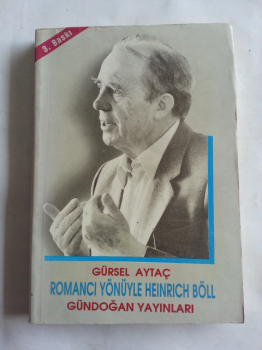 3. Baskı
GÜRSEL AYTAÇ
ROMANCI YÖNÜYLE HEINRICH BÖLL
GÜNDOĞAN YAYINLARI